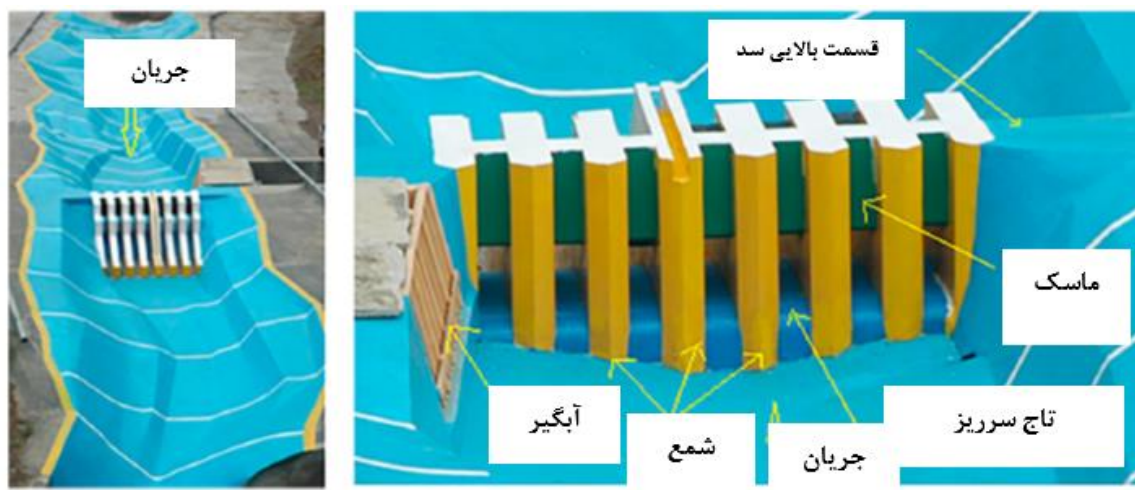 جریان
قسمت بالایی سد
ماسک
تاج سرریز
جریان
شمع
آبگیر